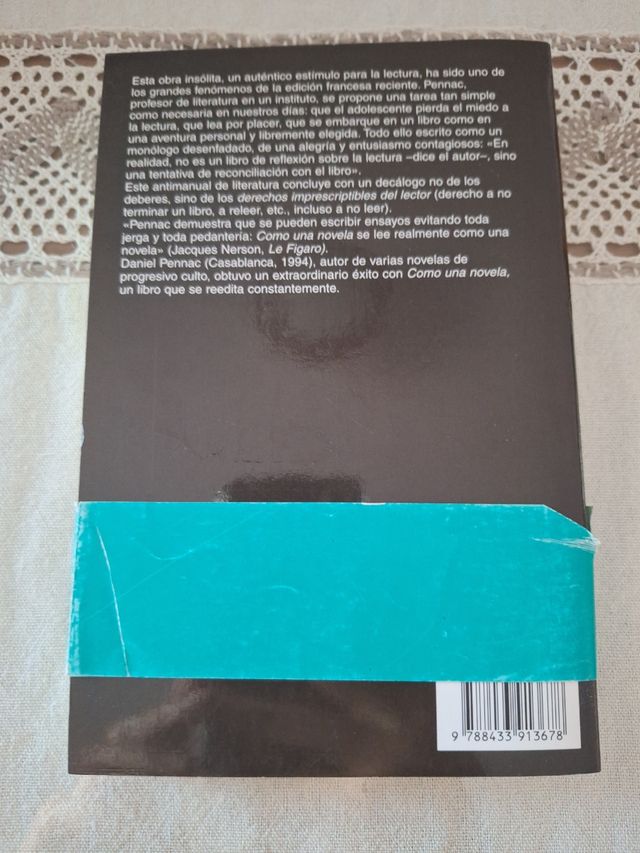 Esta obra insólita, un auténtico estímulo para la lectura, ha sido uno de
los grandes fenómenos de la edición francesa reciente. Pennac,
profesor de literatura en un instituto, se propone una tarea tan simple
como necesaria en nuestros días: que el adolescente pierda el miedo a
la lectura, que lea por placer, que se embarque en un libro como en
una aventura personal y libremente elegida. Todo ello escrito como un
monólogo desenfadado, de una alegría y entusiasmo contagiosos: «En
realidad, no es un libro de reflexión sobre la lectura –dice el autor–, sino
una tentativa de reconciliación con el libro».
Este antimanual de literatura concluye con un decálogo no de los
deberes, sino de los derechos imprescriptibles del lector (derecho a no
terminar un libro, a releer, etc., incluso a no leer).
«Pennac demuestra que se pueden escribir ensayos evitando toda
jerga y toda pedantería: Como una novela se lee realmente como una
novela» (Jacques Nerson, Le Figaro).
Daniel Pennac (Casablanca, 1994), autor de varias novelas de
progresivo culto, obtuvo un extraordinario éxito con Como una novela,
un libro que se reedita constantemente.
9 788433 913678